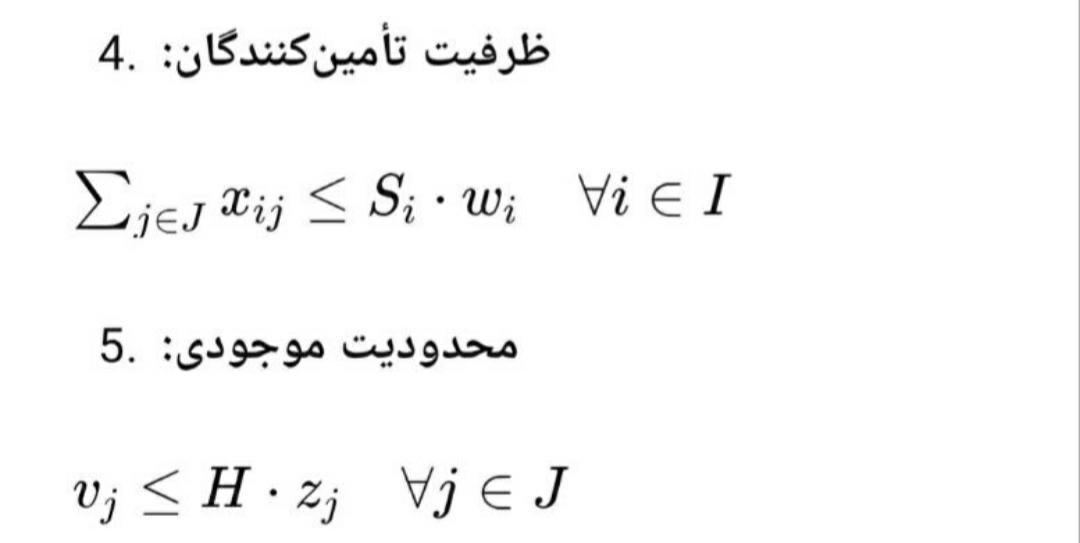 4. ظرفیت تأمین‌کنندگان:
∑_{j∈J} x_{ij} ≤ S_i · w_i ∀i ∈ I
5. محدودیت موجودی:
v_j ≤ H · z_j ∀j ∈ J